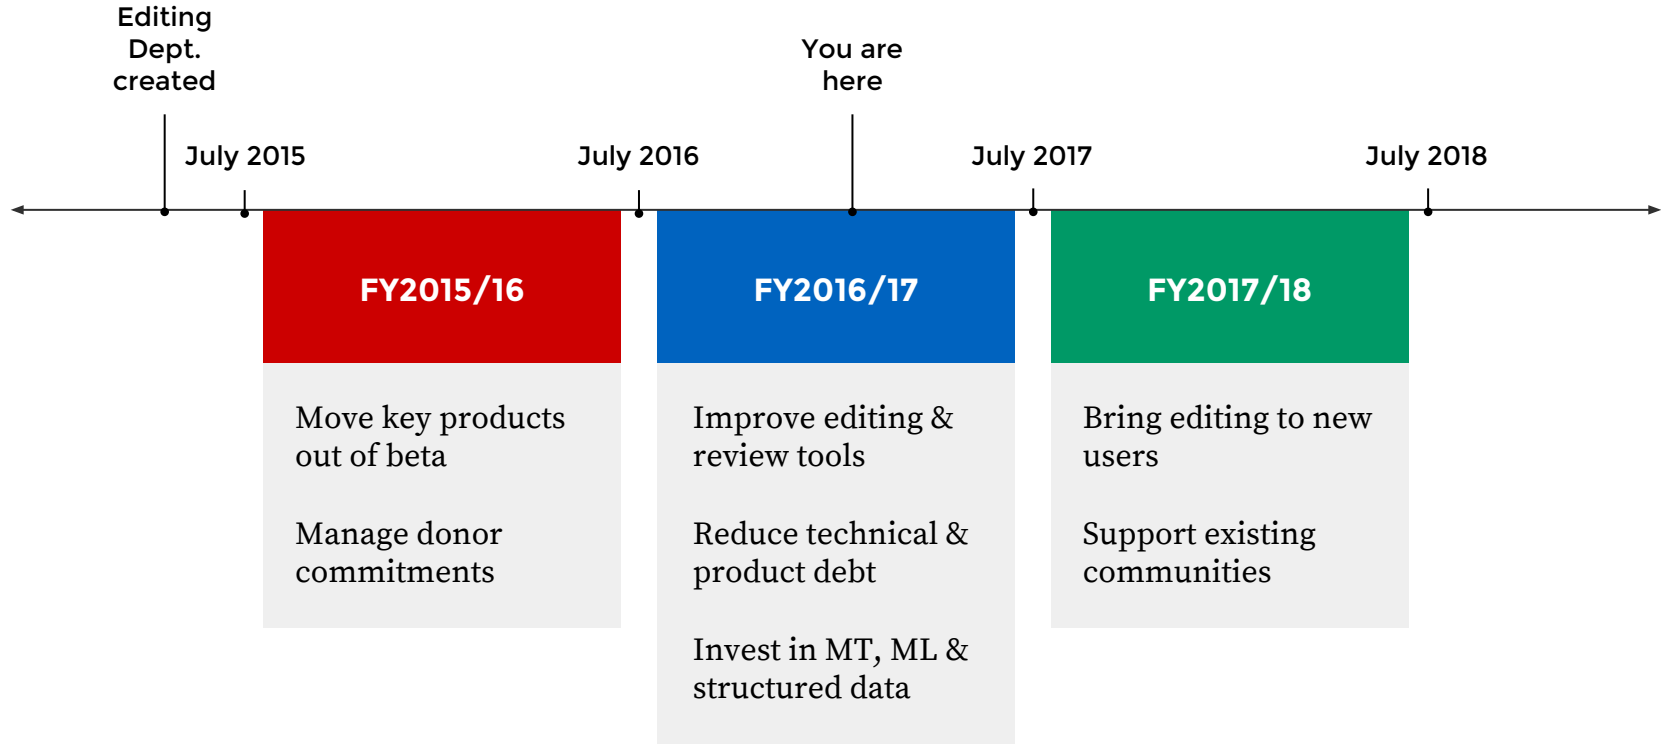 Editing
Dept.
created
You are
here
July 2015
July 2016
July 2017
July 2018
FY2015/16
FY2016/17
FY2017/18
Move key products
out of beta
Manage donor
commitments
Improve editing &
review tools
Reduce technical &
product debt
Invest in MT, ML &
structured data
Bring editing to new
users
Support existing
communities